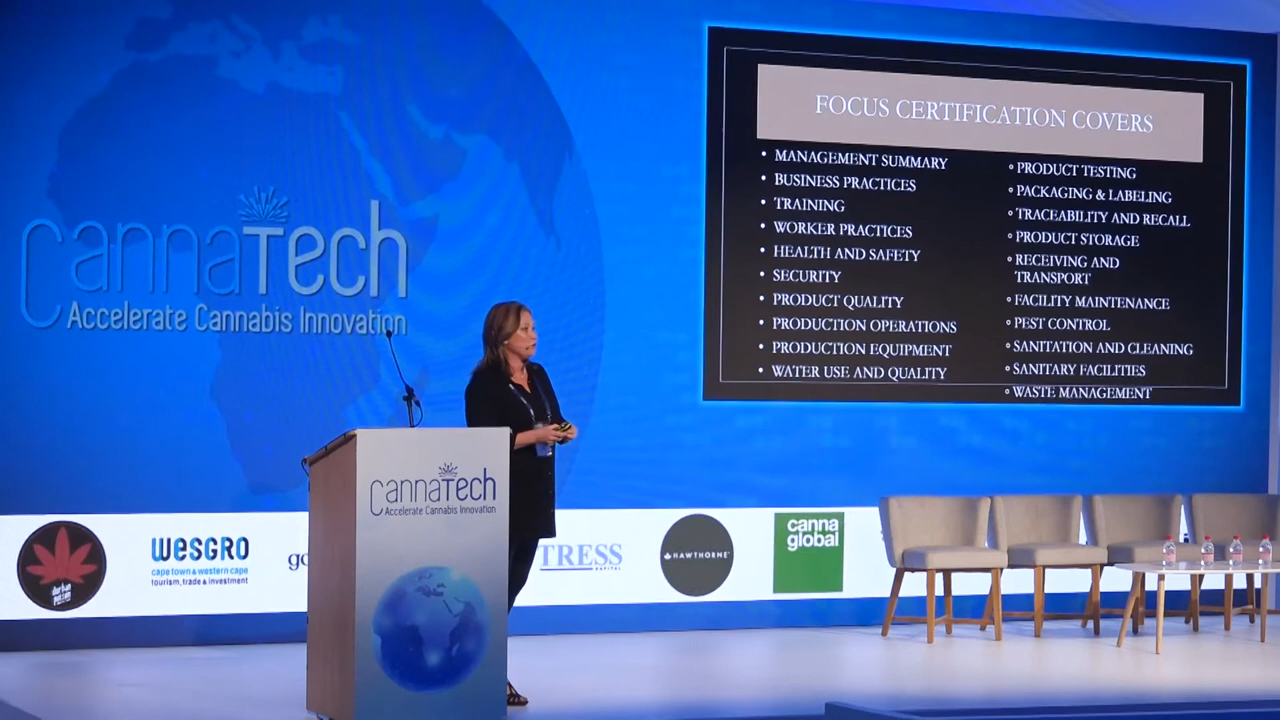 FOCUS CERTIFICATION COVERS
• MANAGEMENT SUMMARY
• BUSINESS PRACTICES
• TRAINING
• WORKER PRACTICES
• HEALTH AND SAFETY
• SECURITY
• PRODUCT QUALITY
• PRODUCTION OPERATIONS
• PRODUCTION EQUIPMENT
• WATER USE AND QUALITY
° PRODUCT TESTING
° PACKAGING & LABELING
° TRACEABILITY AND RECALL
° PRODUCT STORAGE
° RECEIVING AND
TRANSPORT
° FACILITY MAINTENANCE
° PEST CONTROL
° SANITATION AND CLEANING
° SANITARY FACILITIES
° WASTE MANAGEMENT
cannaTech
Accelerate Cannabis Innovation
cannaTech
Accelerate Cannabis Innovation
durban
poison
wesgro
cape town & western cape
tourism, trade & investment
TRESS
CAPITAL
HAWTHORNE
canna
global